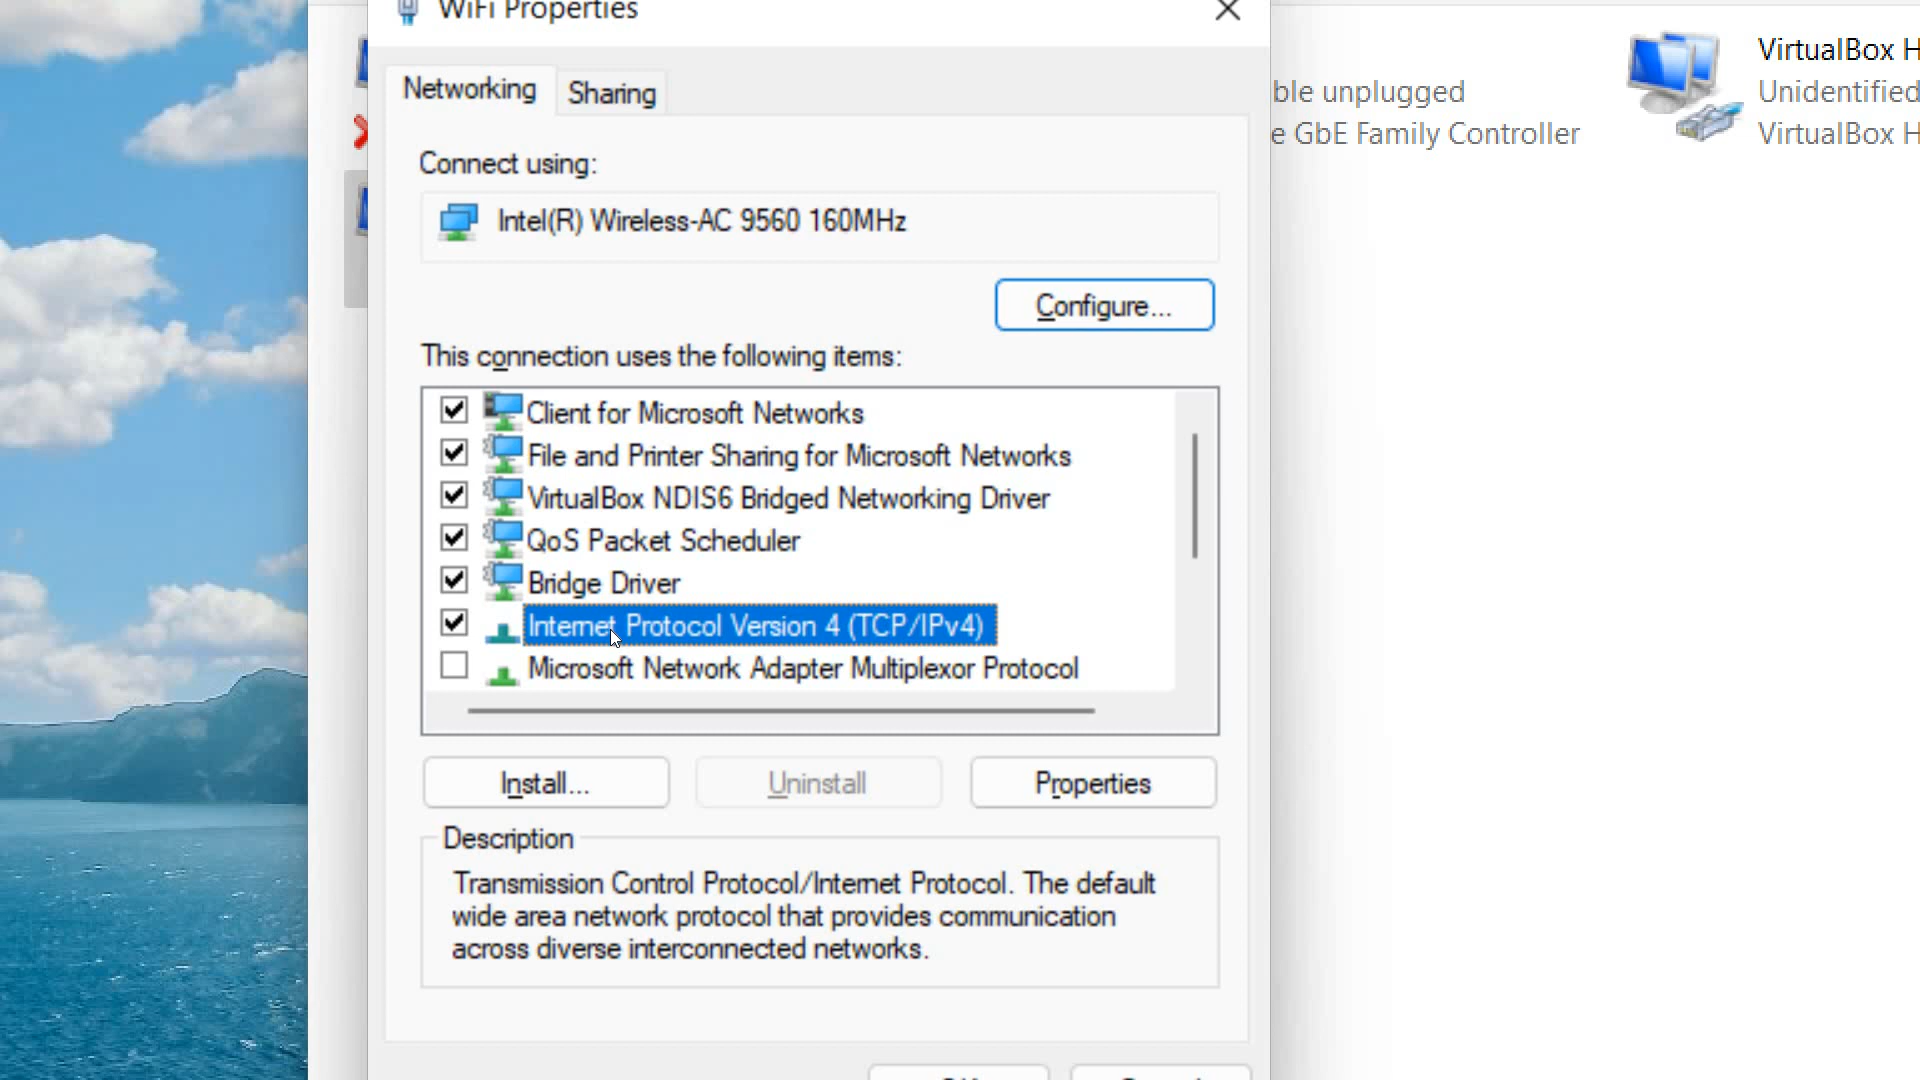 WiFi Properties
Networking
Sharing
Connect using:
Intel(R) Wireless-AC 9560 160MHz
Configure...
This connection uses the following items:
Client for Microsoft Networks
File and Printer Sharing for Microsoft Networks
VirtualBox NDIS6 Bridged Networking Driver
QoS Packet Scheduler
Bridge Driver
Internet Protocol Version 4 (TCP/IPv4)
Microsoft Network Adapter Multiplexor Protocol
Install...
Uninstall
Properties
Description
Transmission Control Protocol/Internet Protocol. The default
wide area network protocol that provides communication
across diverse interconnected networks.
ble unplugged
e GbE Family Controller
VirtualBox H
Unidentified
VirtualBox H